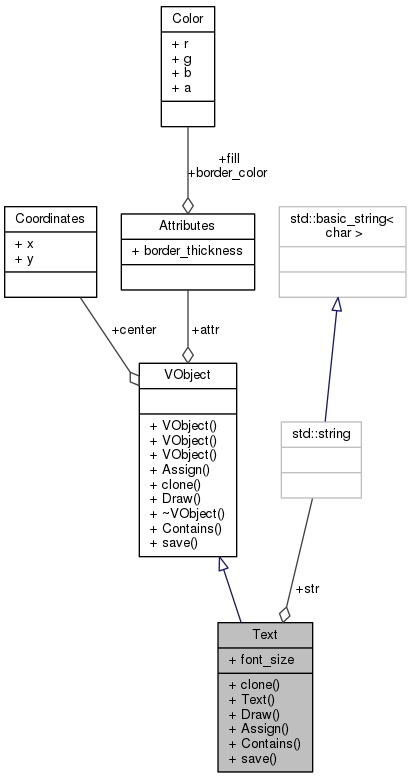 Color
+ r
+ g
+ b
+ a
+fill
+border_color
Coordinates
+ x
+ y
Attributes
+ border_thickness
std::basic_string<
char >
+center
+attr
VObject
+ VObject()
+ VObject()
+ VObject()
+ Assign()
+ clone()
+ Draw()
+ ~VObject()
+ Contains()
+ save()
std::string
+str
Text
+ font_size
+ clone()
+ Text()
+ Draw()
+ Assign()
+ Contains()
+ save()